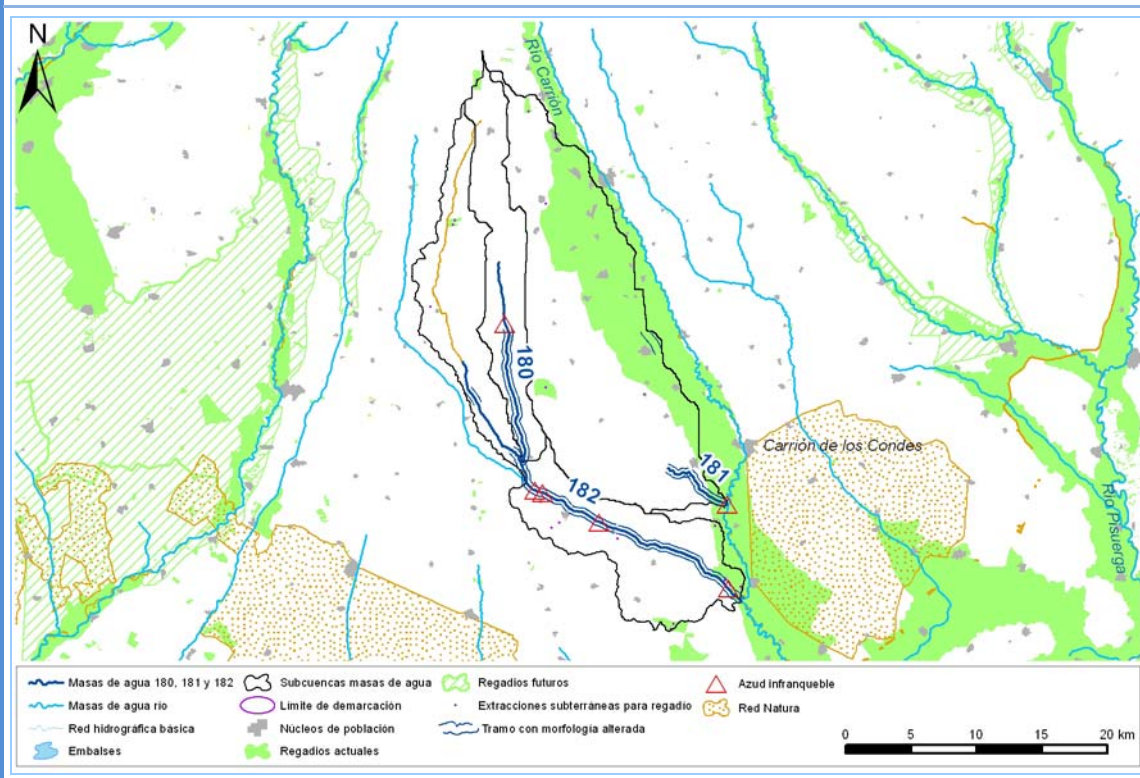 N
Río Carrión
180
181
Carrión de los Condes
182
Río Pisuerga
Masas de agua 180, 181 y 182
Subcuencas masas de agua
Regadíos futuros
Azud infranqueable
Masas de agua río
Límite de demarcación
Extracciones subterráneas para regadío
Red Natura
Red hidrográfica básica
Núcleos de población
Tramo con morfología alterada
Embalses
Regadíos actuales
0 5 10 15 20 km